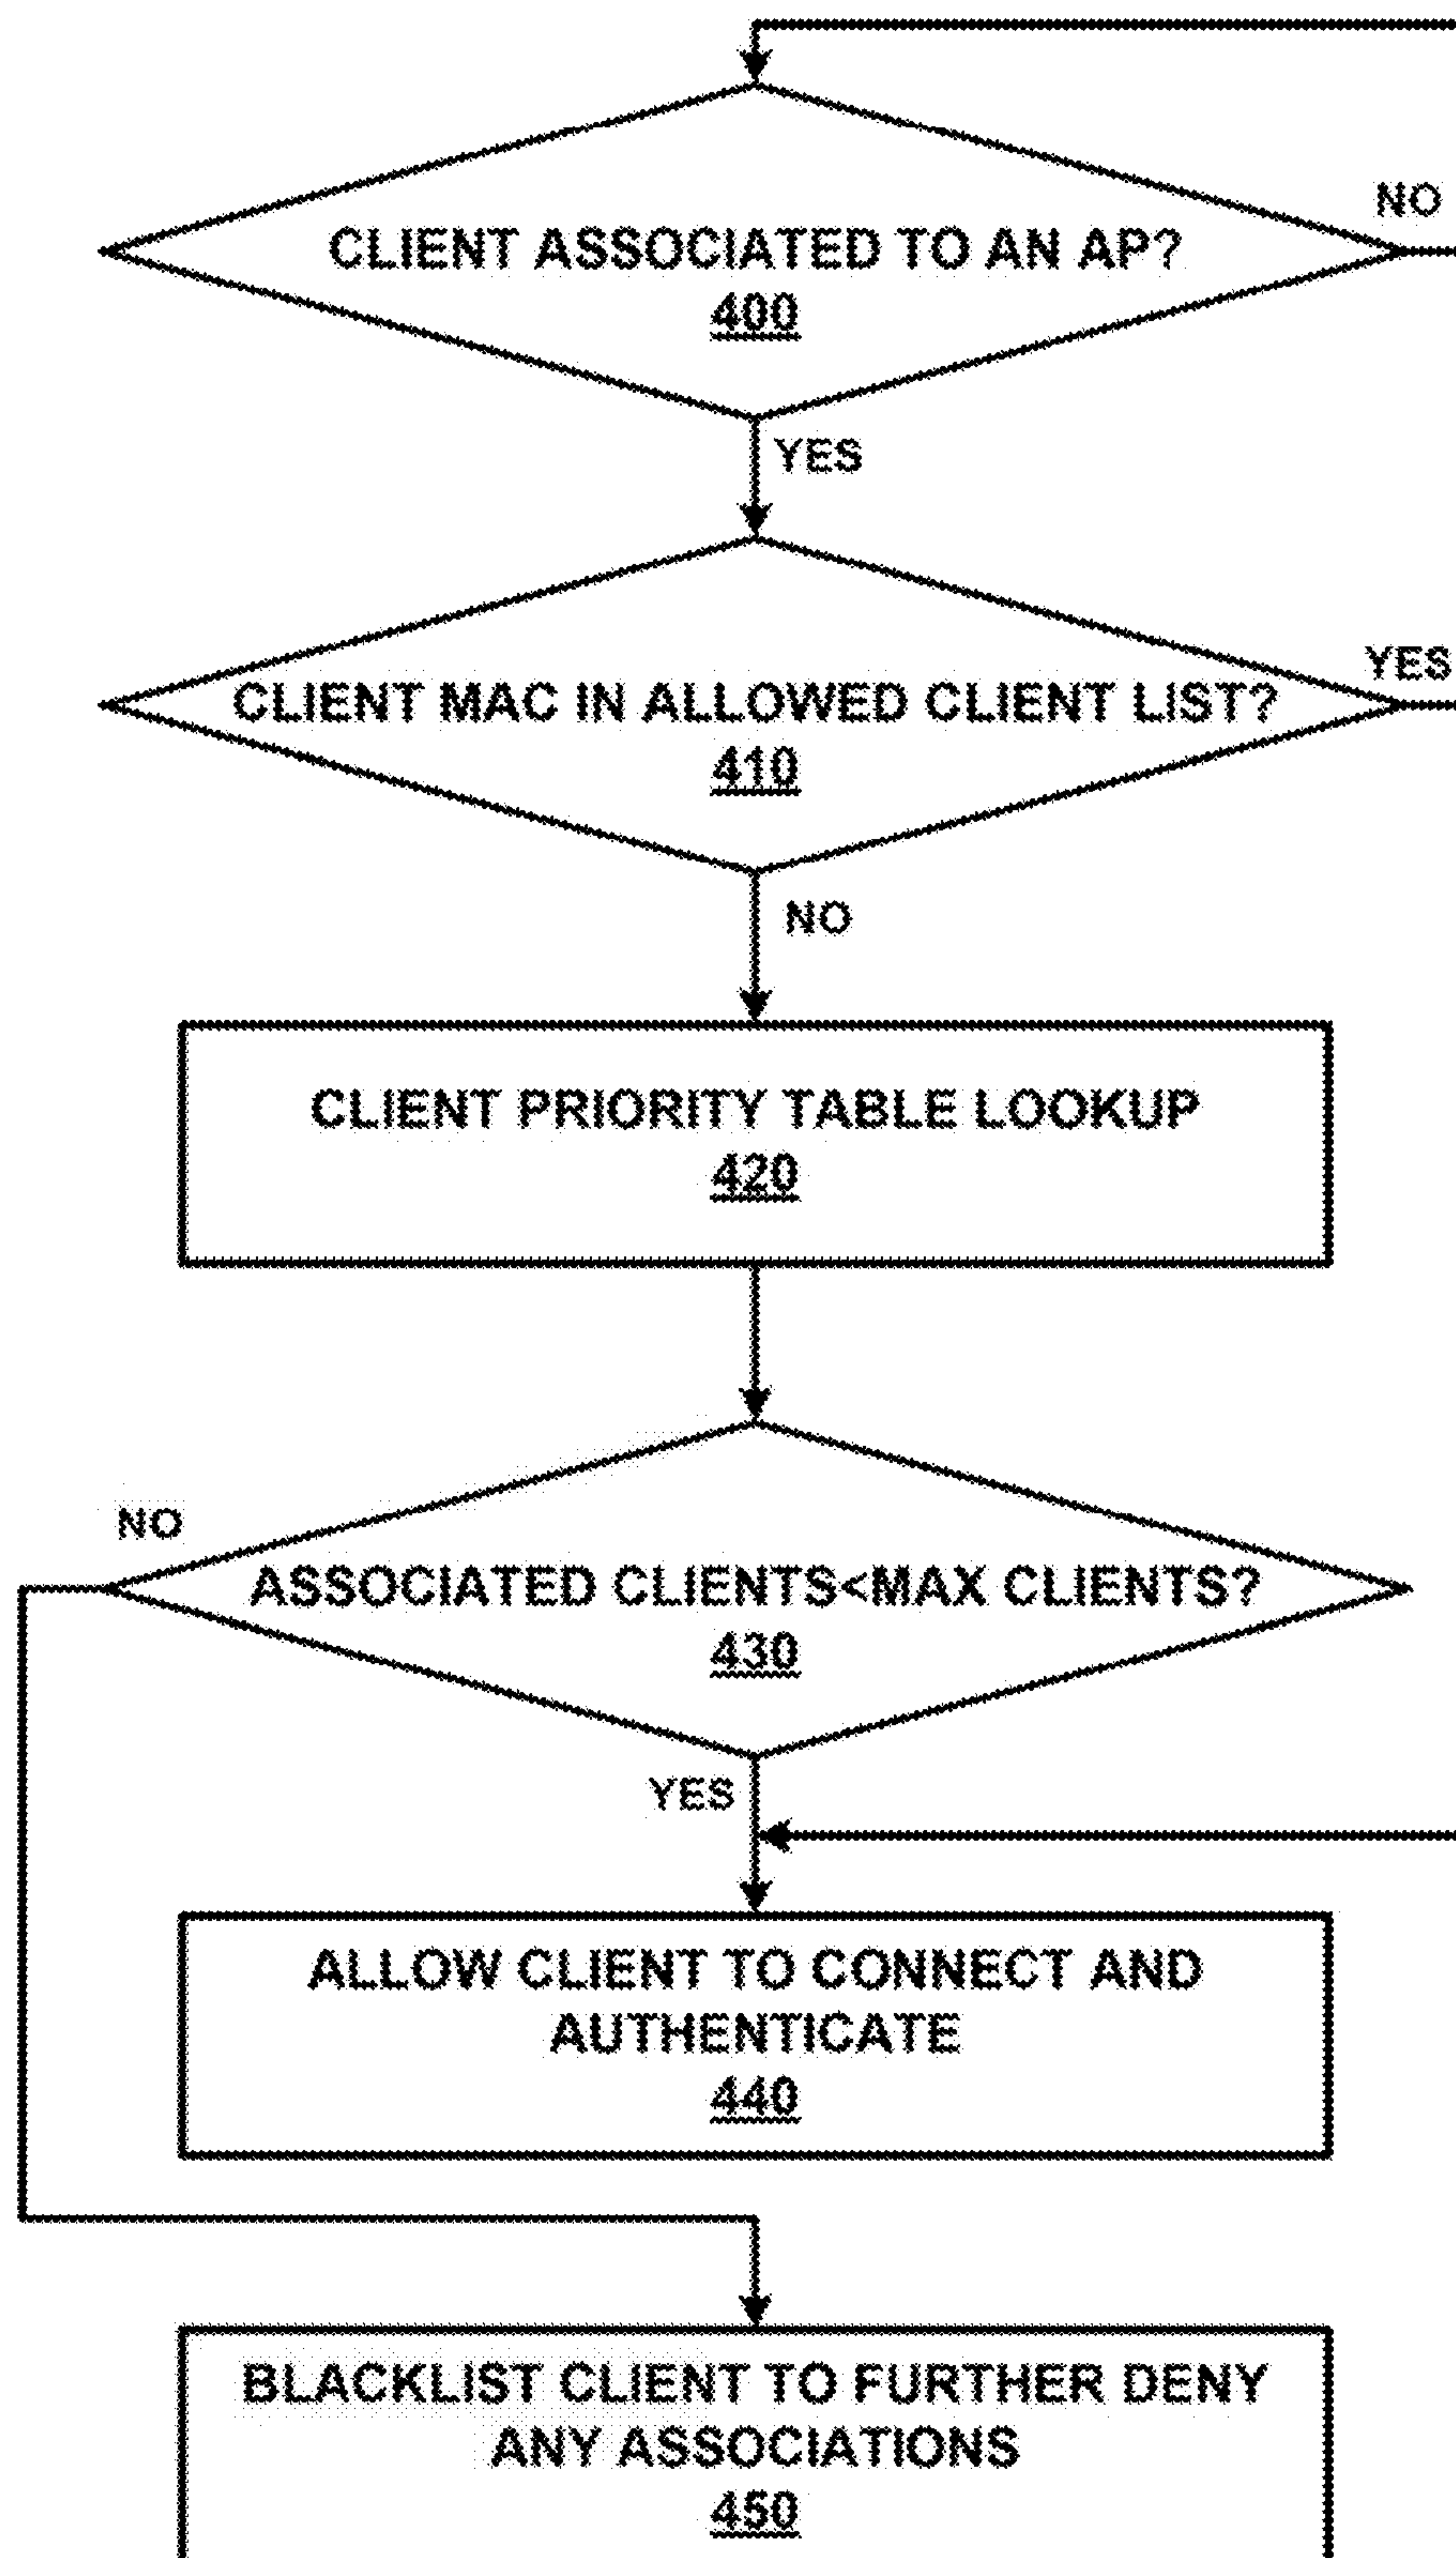 NO
CLIENT ASSOCIATED TO AN AP?
400
YES
YES
CLIENT MAC IN ALLOWED CLIENT LIST?
410
NO
CLIENT PRIORITY TABLE LOOKUP
420
NO
ASSOCIATED CLIENTS<MAX CLIENTS?
430
YES
ALLOW CLIENT TO CONNECT AND
AUTHENTICATE
440
BLACKLIST CLIENT TO FURTHER DENY
ANY ASSOCIATIONS
450